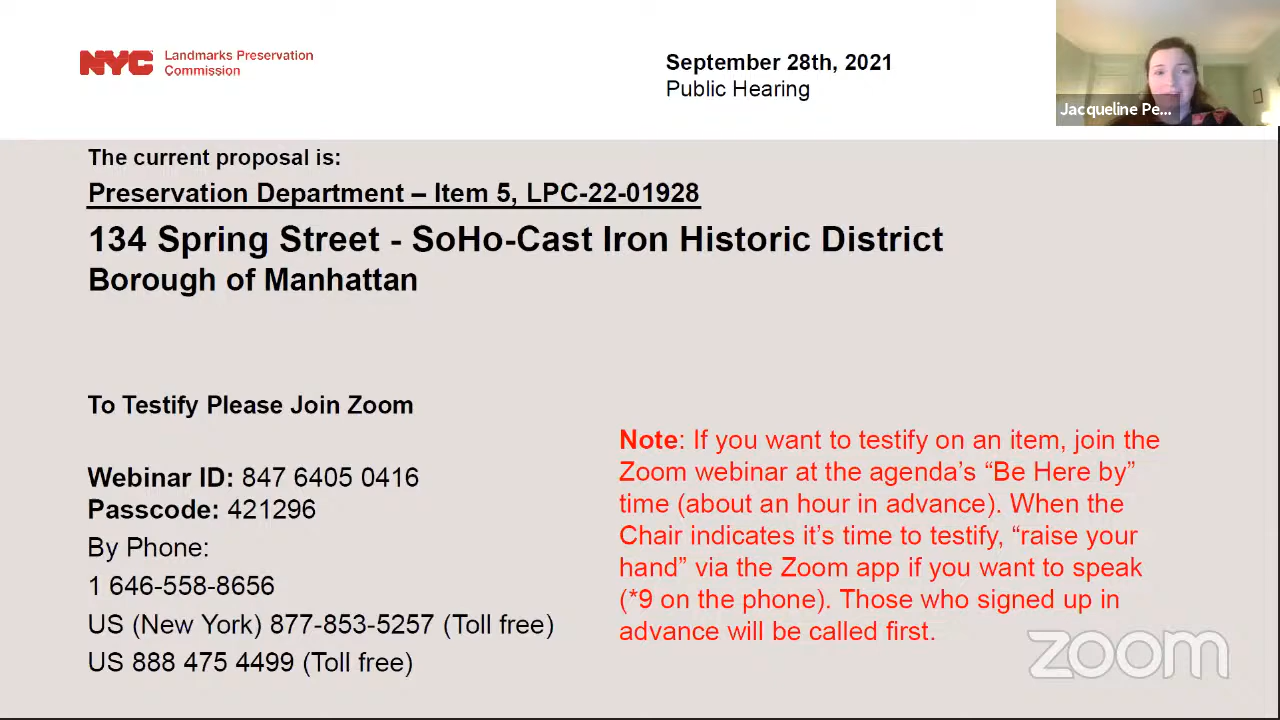 NYC Landmarks Preservation
Commission
September 28th, 2021
Public Hearing
Jacqueline Pe...
The current proposal is:
Preservation Department – Item 5, LPC-22-01928
134 Spring Street - SoHo-Cast Iron Historic District
Borough of Manhattan
To Testify Please Join Zoom
Webinar ID: 847 6405 0416
Passcode: 421296
By Phone:
1 646-558-8656
US (New York) 877-853-5257 (Toll free)
US 888 475 4499 (Toll free)
Note: If you want to testify on an item, join the
Zoom webinar at the agenda’s “Be Here by”
time (about an hour in advance). When the
Chair indicates it’s time to testify, “raise your
hand” via the Zoom app if you want to speak
(*9 on the phone). Those who signed up in
advance will be called first.
zoom